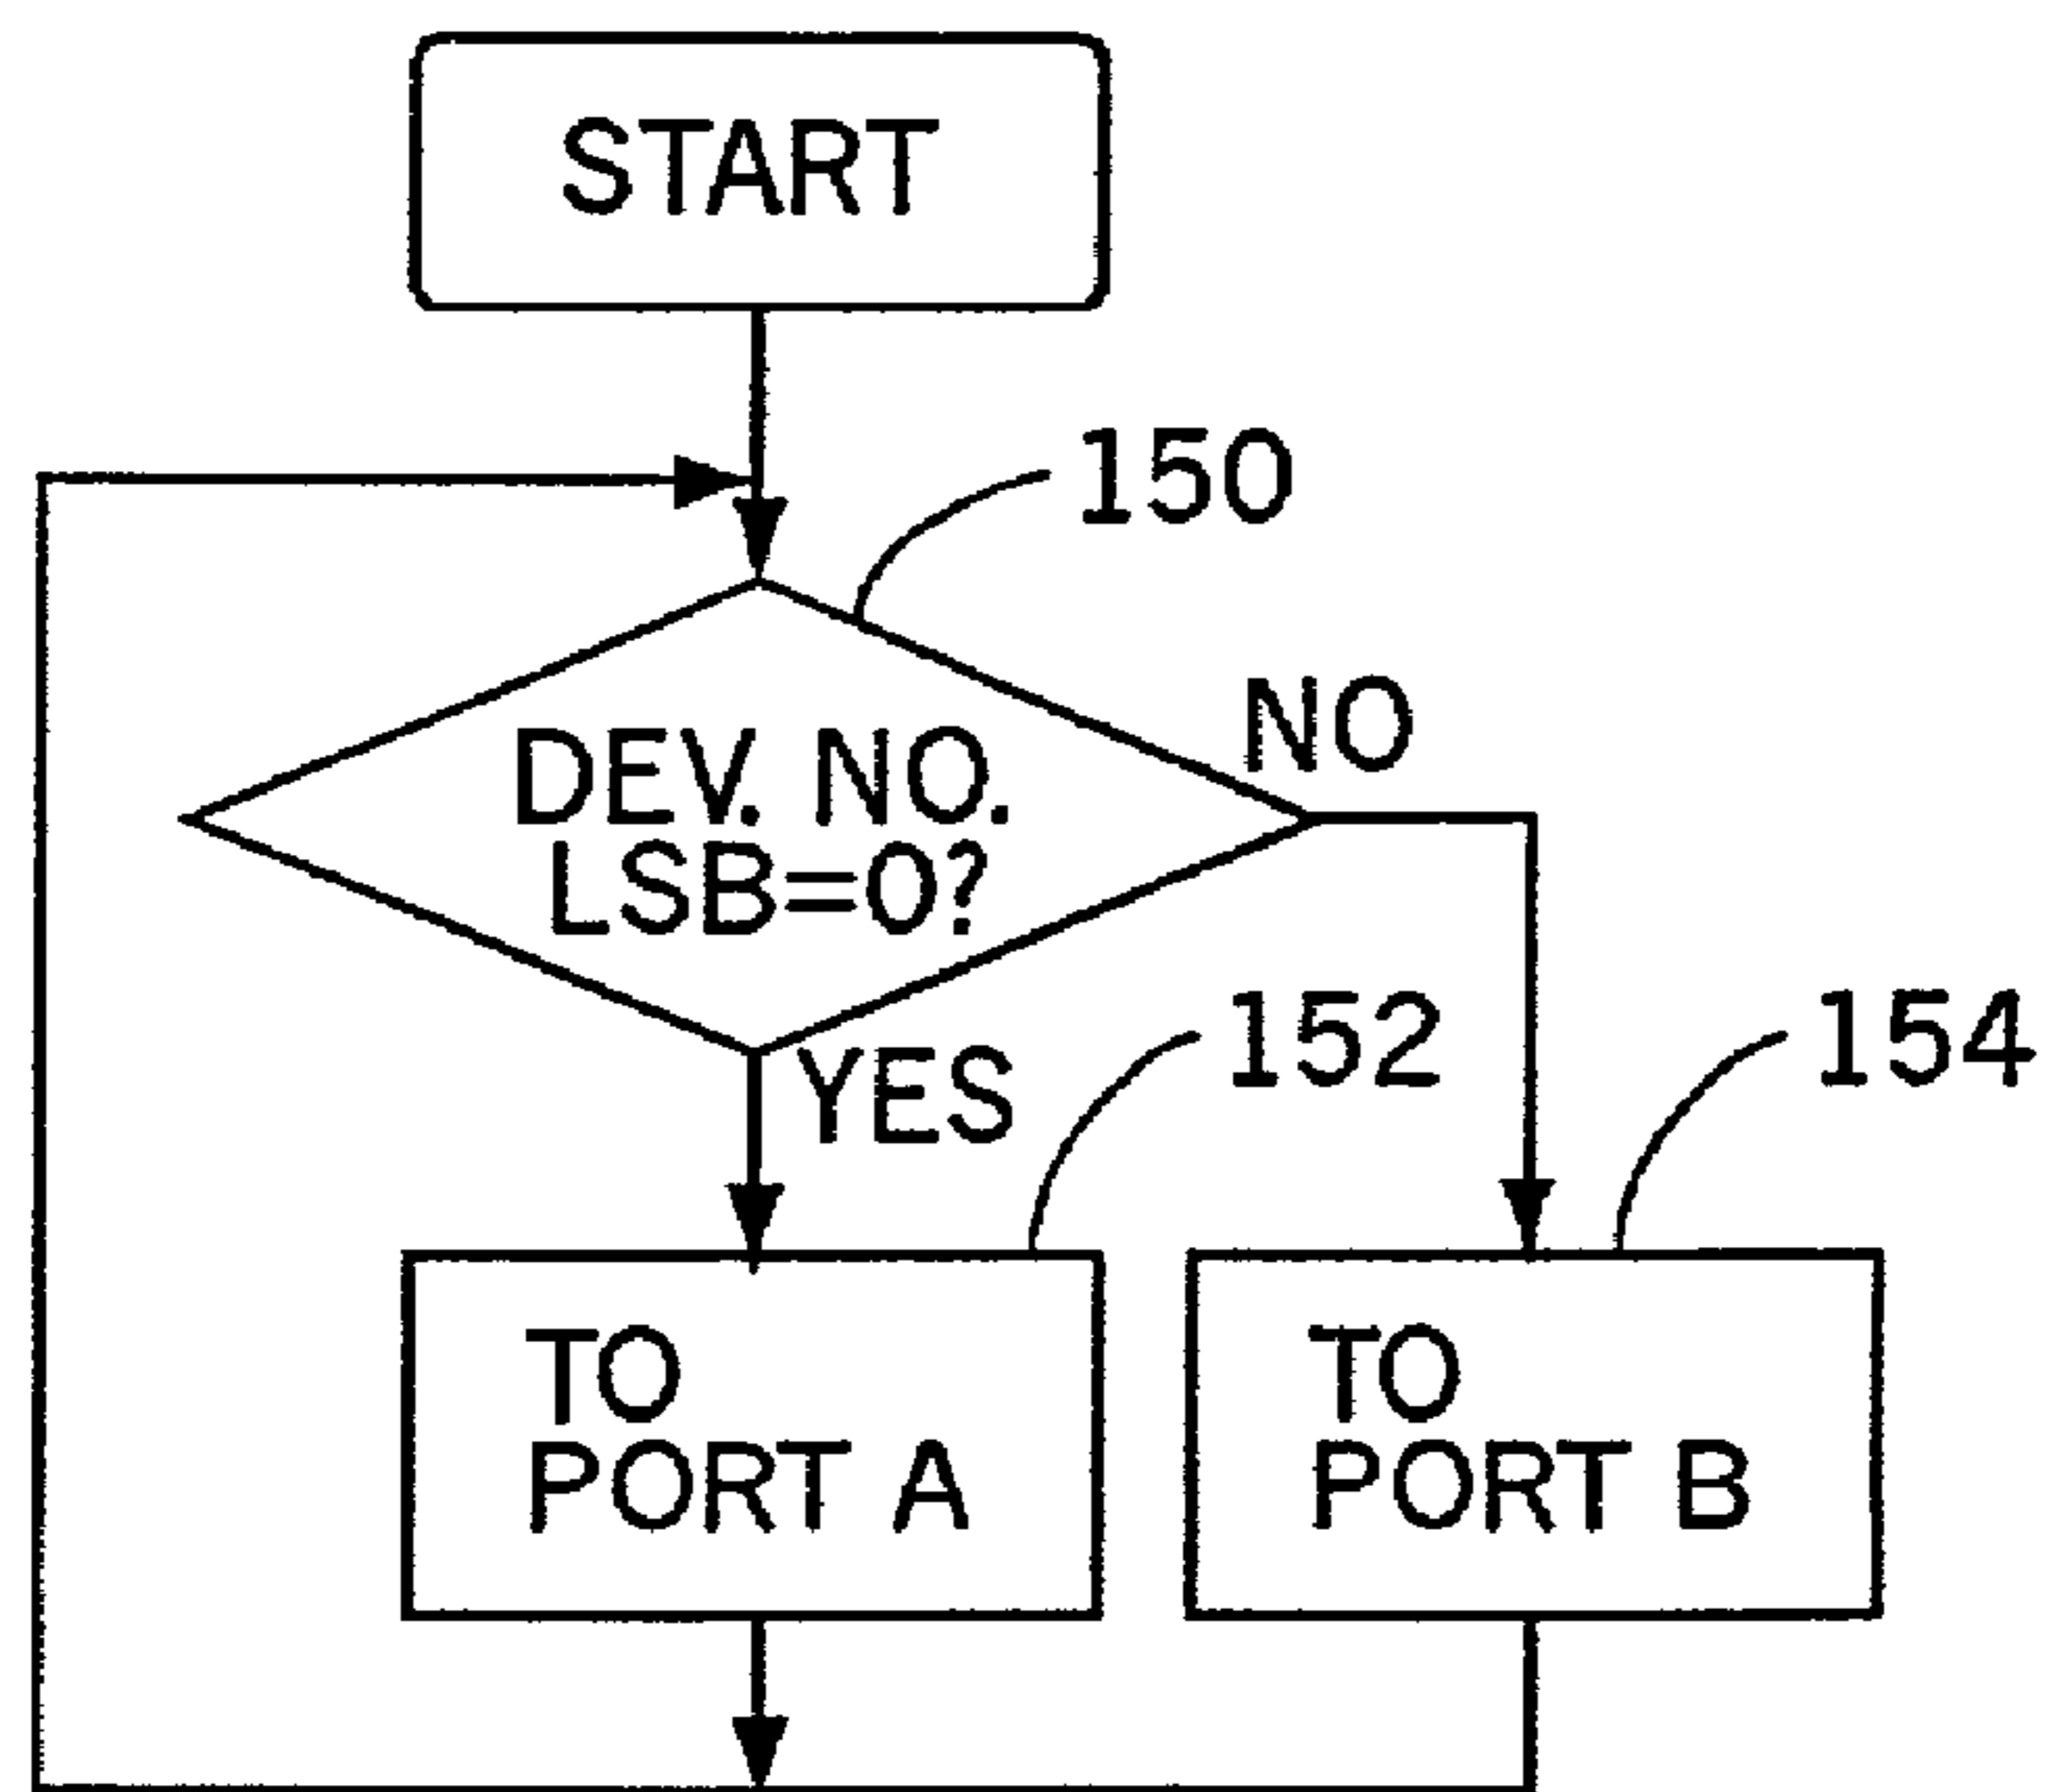 START
150
NO
DEV. NO.
LSB=0?
YES
152
154
TO
PORT A
TO
PORT B